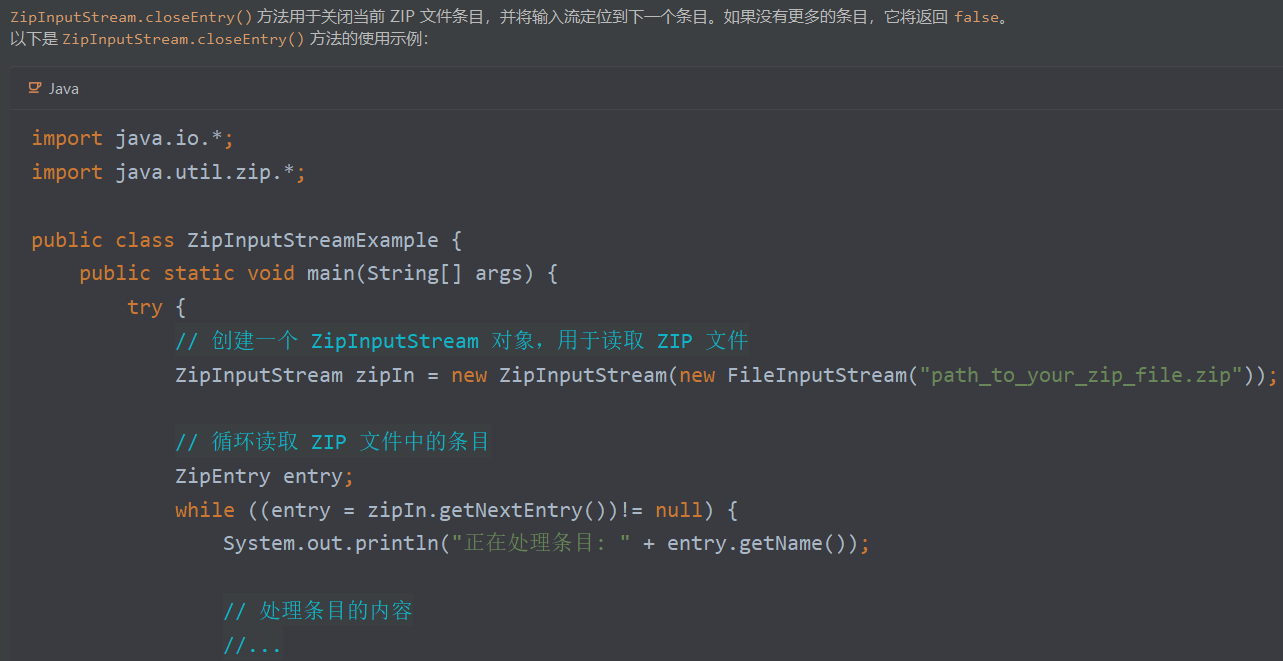 ZipInputStream.closeEntry() 方法用于关闭当前 ZIP 文件条目，并将输入流定位到下一个条目。如果没有更多的条目，它将返回 false。
以下是 ZipInputStream.closeEntry() 方法的使用示例：
Java
import java.io.*;
import java.util.zip.*;
public class ZipInputStreamExample {
public static void main(String[] args) {
try {
// 创建一个 ZipInputStream 对象，用于读取 ZIP 文件
ZipInputStream zipIn = new ZipInputStream(new FileInputStream("path_to_your_zip_file.zip"));
// 循环读取 ZIP 文件中的条目
ZipEntry entry;
while ((entry = zipIn.getNextEntry())!= null) {
System.out.println("正在处理条目: " + entry.getName());
// 处理条目的内容
//...